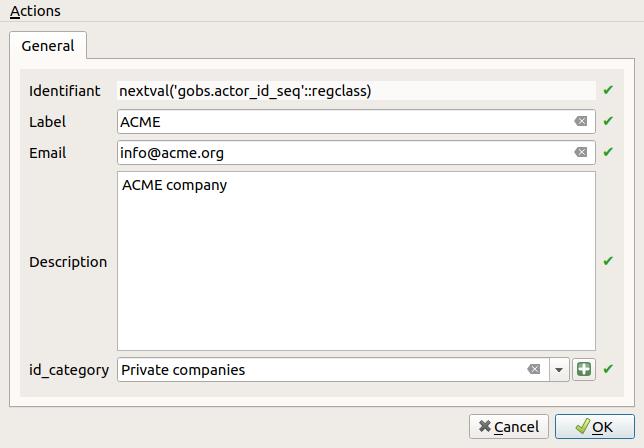 Actions
General
Identifiant nextval('gobs.actor_id_seq'::regclass)
Label ACME
Email info@acme.org
ACME company
Description
id_category Private companies
Cancel OK